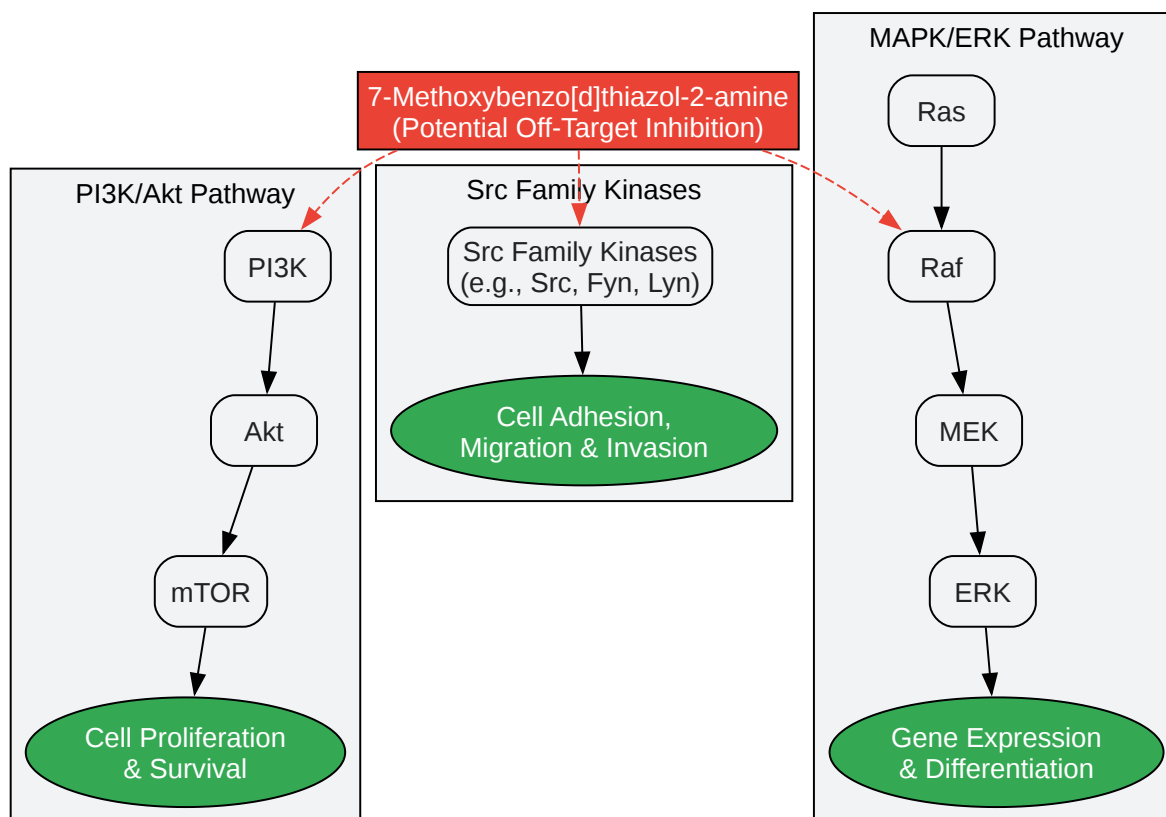 MAPK/ERK Pathway
7-Methoxybenzo[d]thiazol-2-amine
(Potential Off-Target Inhibition)
Ras
PI3K/Akt Pathway
Src Family Kinases
PI3K
Src Family Kinases
(e.g., Src, Fyn, Lyn)
Raf
Akt
Cell Adhesion,
Migration & Invasion
MEK
mTOR
ERK
Cell Proliferation
& Survival
Gene Expression
& Differentiation